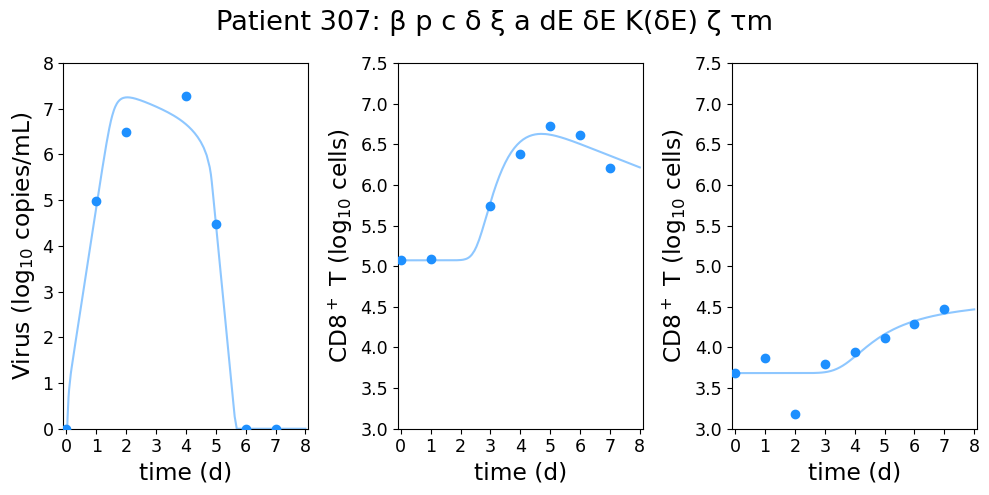 Patient 307: β p c δ ξ a dE δE K(δE) ζ τm
Virus (log₁₀ copies/mL)
8
7
6
5
4
3
2
1
0
0 1 2 3 4 5 6 7 8
time (d)
CD8⁺ T (log₁₀ cells)
7.5
7.0
6.5
6.0
5.5
5.0
4.5
4.0
3.5
3.0
0 1 2 3 4 5 6 7 8
time (d)
CD8⁺ T (log₁₀ cells)
7.5
7.0
6.5
6.0
5.5
5.0
4.5
4.0
3.5
3.0
0 1 2 3 4 5 6 7 8
time (d)